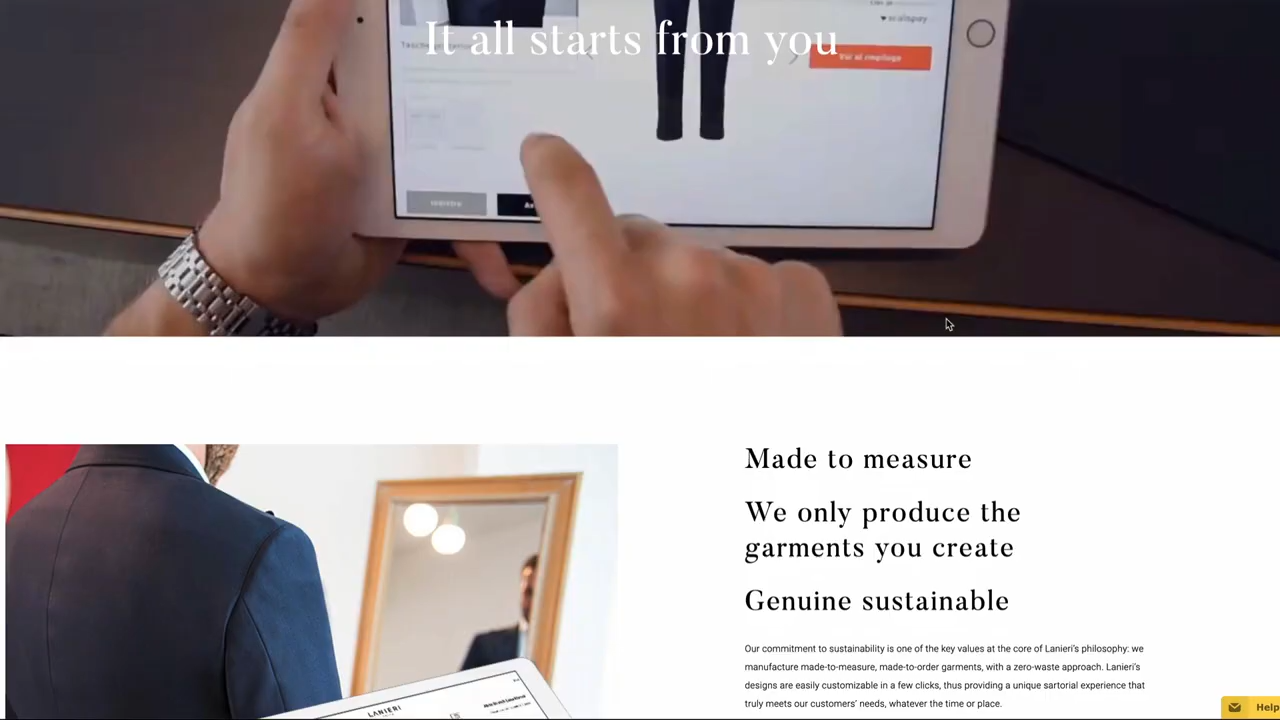 It all starts from you
Vai al riepilogo
Made to measure
We only produce the
garments you create
Genuine sustainable
Our commitment to sustainability is one of the key values at the core of Lanieri's philosophy: we
manufacture made-to-measure, made-to-order garments, with a zero-waste approach. Lanieri's
designs are easily customizable in a few clicks, thus providing a unique sartorial experience that
truly meets our customers' needs, whatever the time or place.
LANIERI
Help